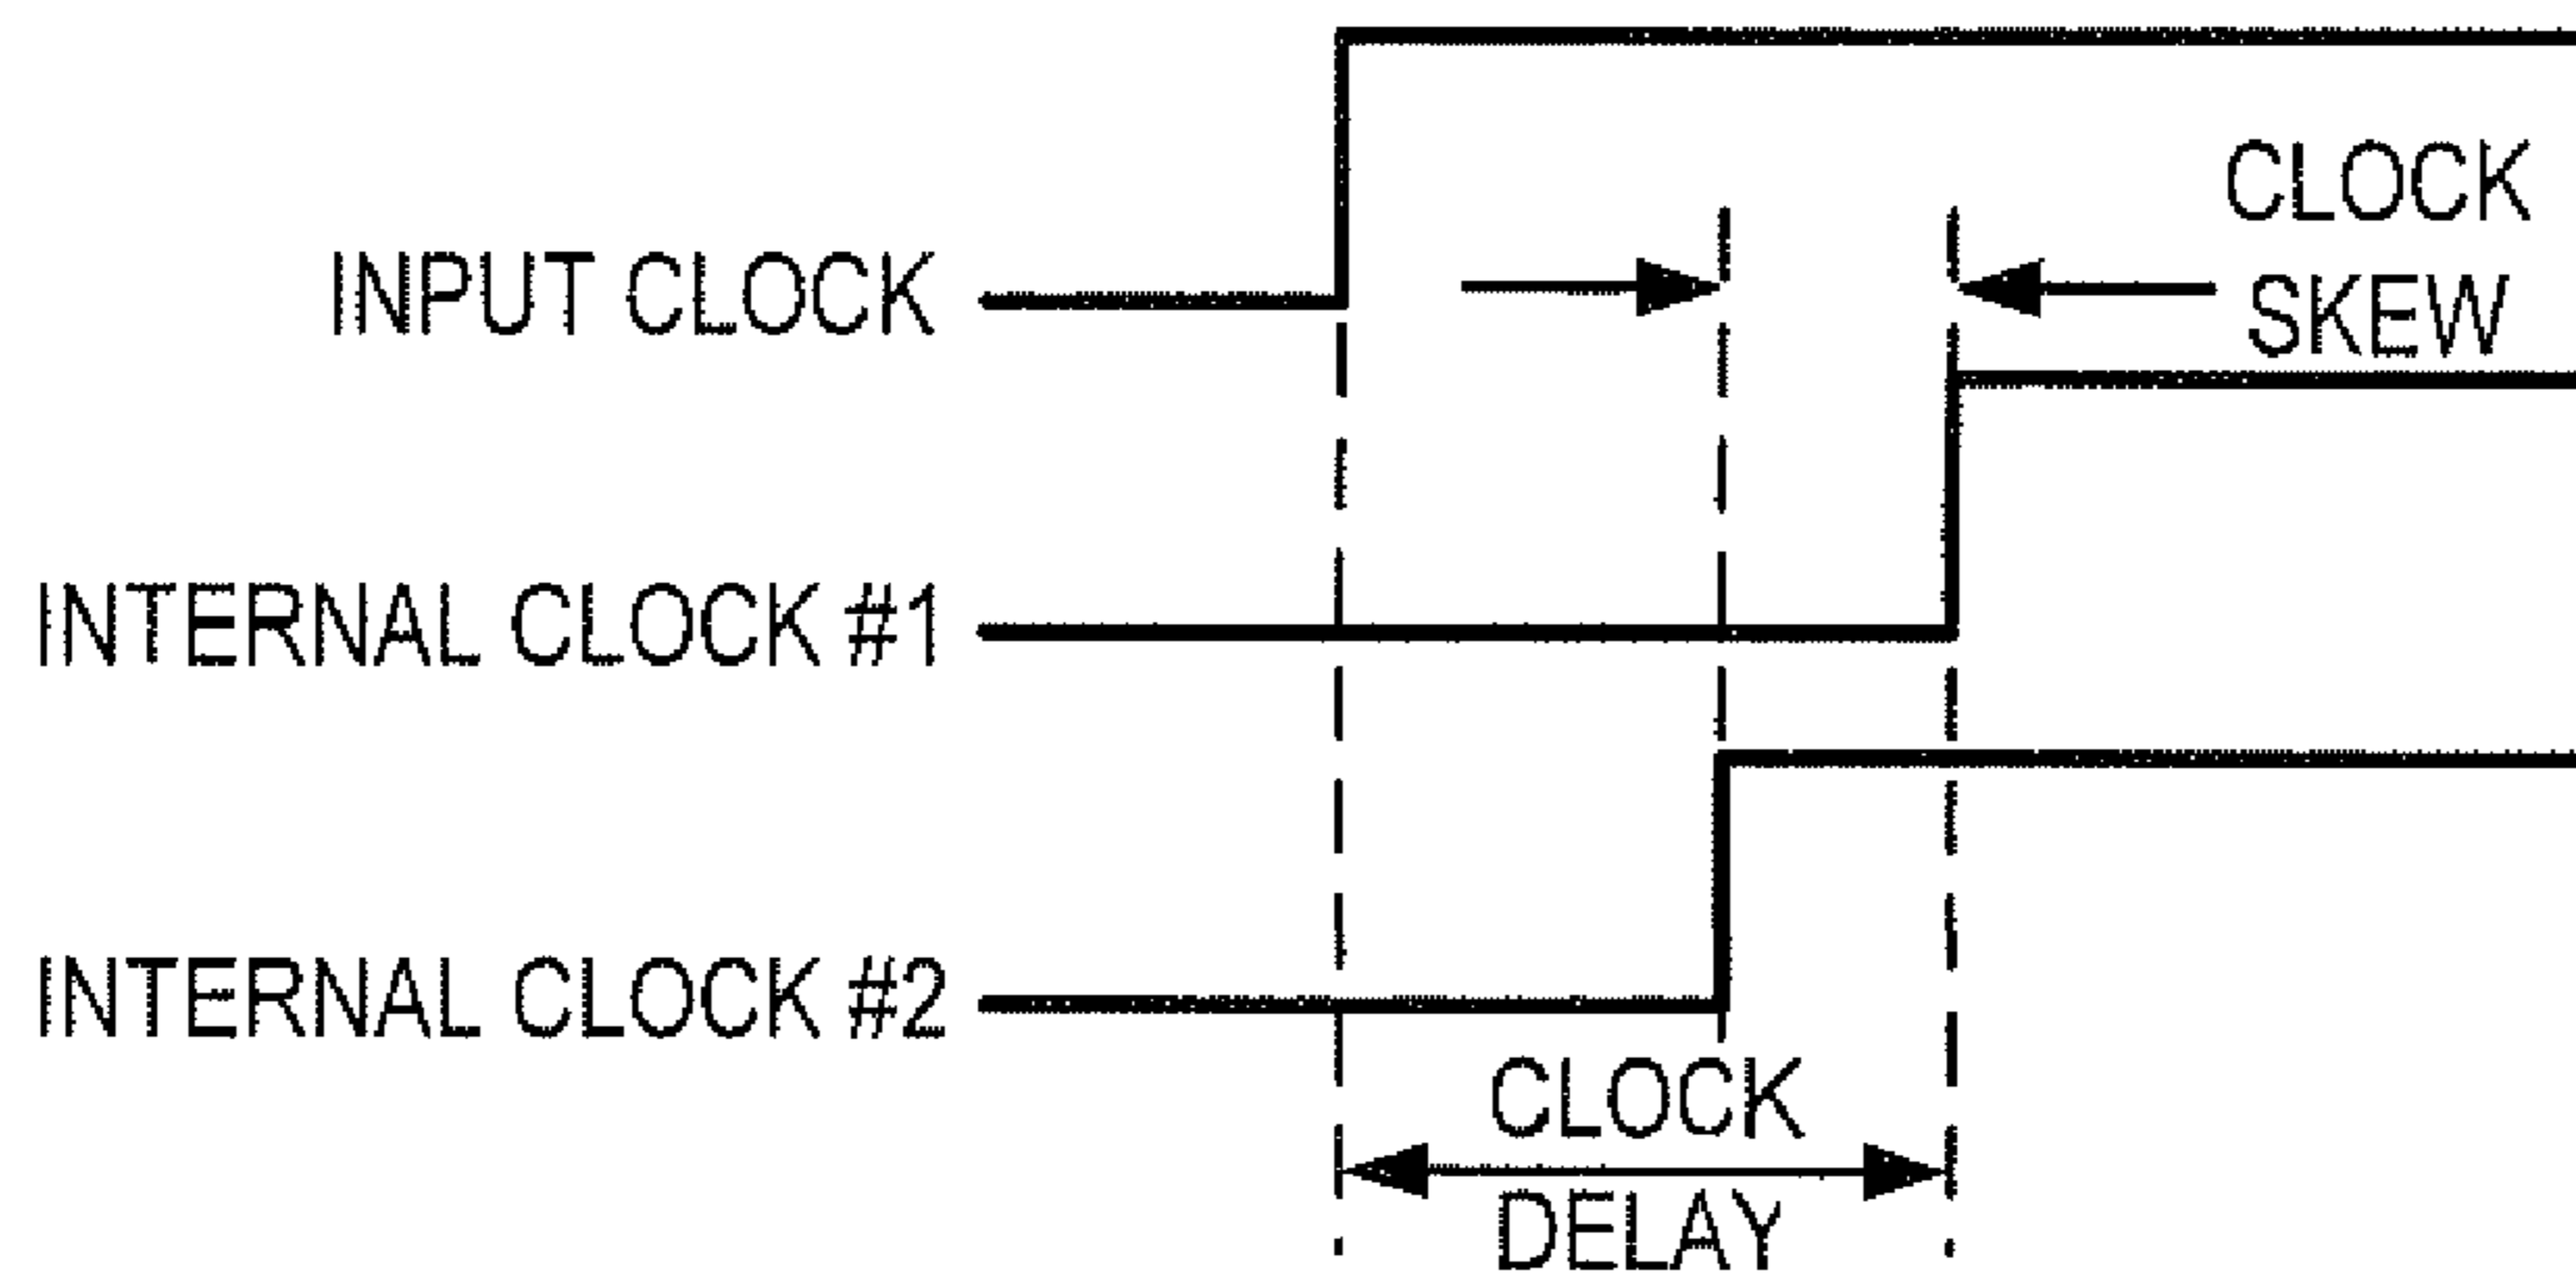 CLOCK
SKEW
INPUT CLOCK
INTERNAL CLOCK #1
INTERNAL CLOCK #2
CLOCK
DELAY